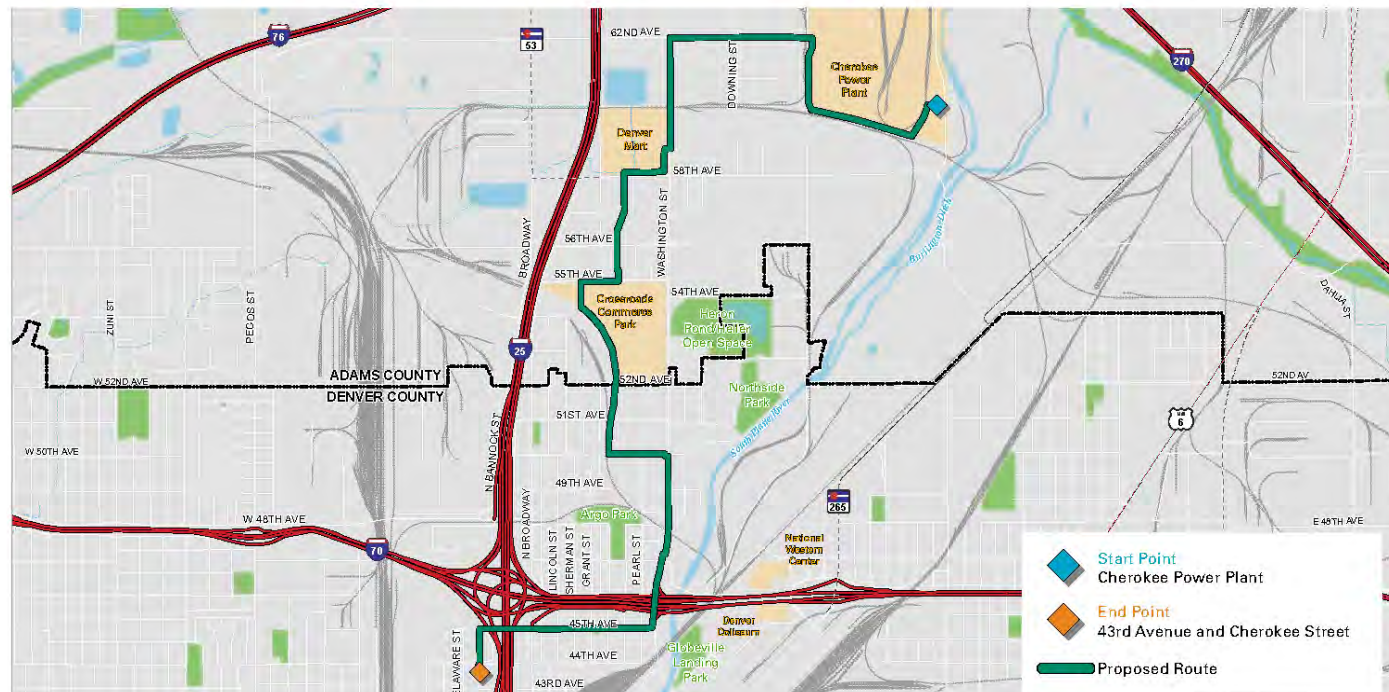 76
53
62ND AVE
270
DOWNING ST
Cherokee
Power
Plant
Denver
Mart
58TH AVE
WASHINGTON ST
BROADWAY
56TH AVE
Burlington Ditch
55TH AVE
54TH AVE
Crossroads
Commerce
Park
Heron
Pond/Heller
Open Space
DAHLIA ST
ZUNI ST
PECOS ST
25
ADAMS COUNTY
W 52ND AVE
52ND AVE
52ND AV
DENVER COUNTY
Northside
Park
51ST AVE
N BANNOCK ST
South Platte River
U.S.
6
W 50TH AVE
49TH AVE
265
Argo Park
W 48TH AVE
E 48TH AVE
70
N BROADWAY
LINCOLN ST
SHERMAN ST
GRANT ST
PEARL ST
National
Western
Center
45TH AVE
Denver
Coliseum
ELAWARE ST
44TH AVE
Globeville
Landing
Park
43RD AVE
Start Point
Cherokee Power Plant
End Point
43rd Avenue and Cherokee Street
Proposed Route